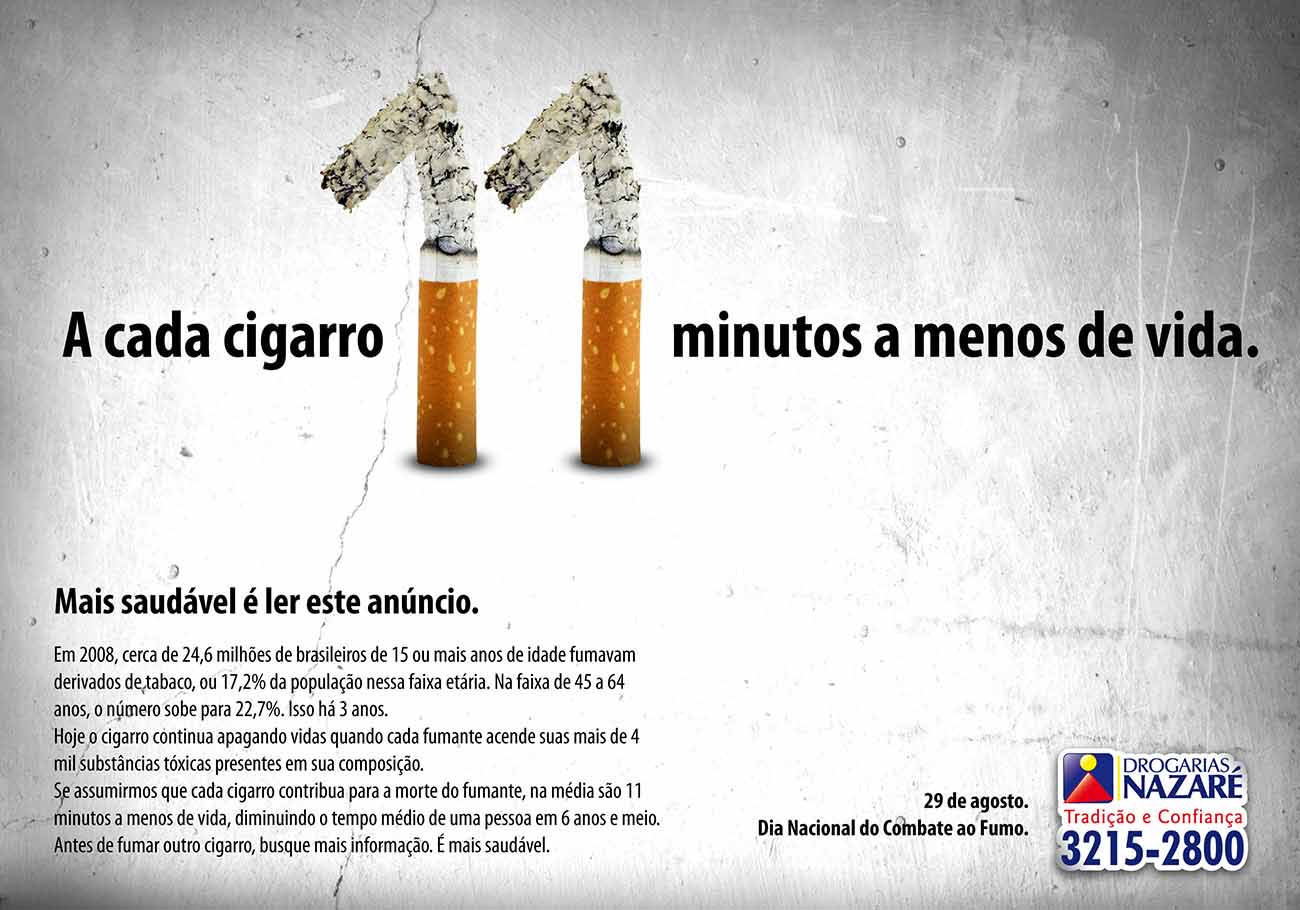 A cada cigarro 11 minutos a menos de vida.
Mais saudável é ler este anúncio.
Em 2008, cerca de 24,6 milhões de brasileiros de 15 ou mais anos de idade fumavam
derivados de tabaco, ou 17,2% da população nessa faixa etária. Na faixa de 45 a 64
anos, o número sobe para 22,7%. Isso há 3 anos.
Hoje o cigarro continua apagando vidas quando cada fumante acende suas mais de 4
mil substâncias tóxicas presentes em sua composição.
Se assumirmos que cada cigarro contribua para a morte do fumante, na média são 11
minutos a menos de vida, diminuindo o tempo médio de uma pessoa em 6 anos e meio.
Antes de fumar outro cigarro, busque mais informação. É mais saudável.
29 de agosto.
Dia Nacional do Combate ao Fumo.
DROGARIAS
NAZARÉ
Tradição e Confiança
3215-2800